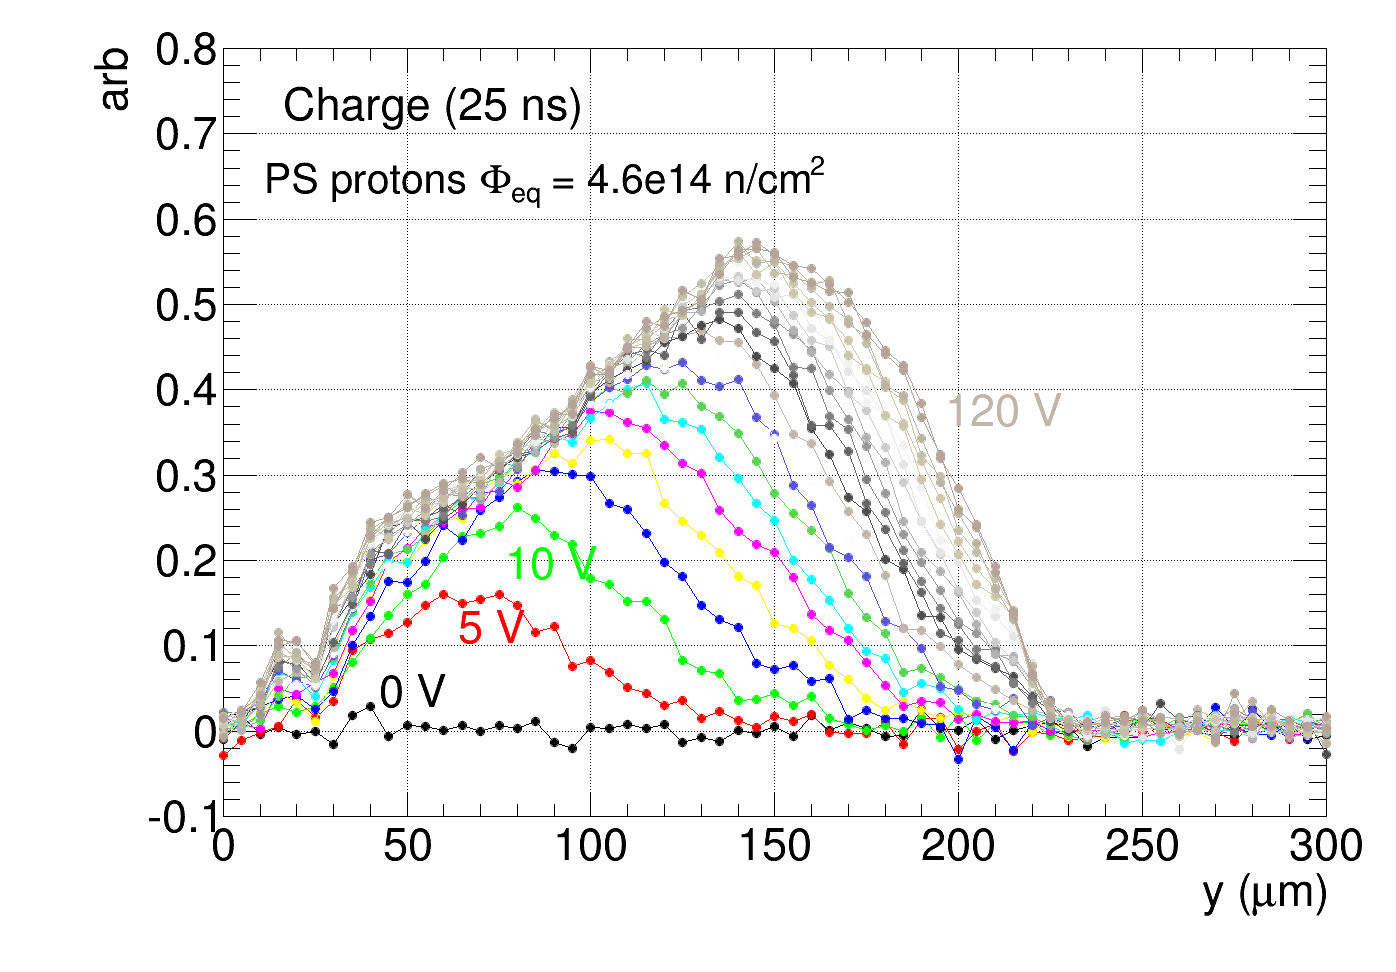 arb
0.8
0.7
0.6
0.5
0.4
0.3
0.2
0.1
0
-0.1
Charge (25 ns)
PS protons Φeq = 4.6e14 n/cm²
120 V
10 V
5 V
0 V
0 50 100 150 200 250 300
y (μm)